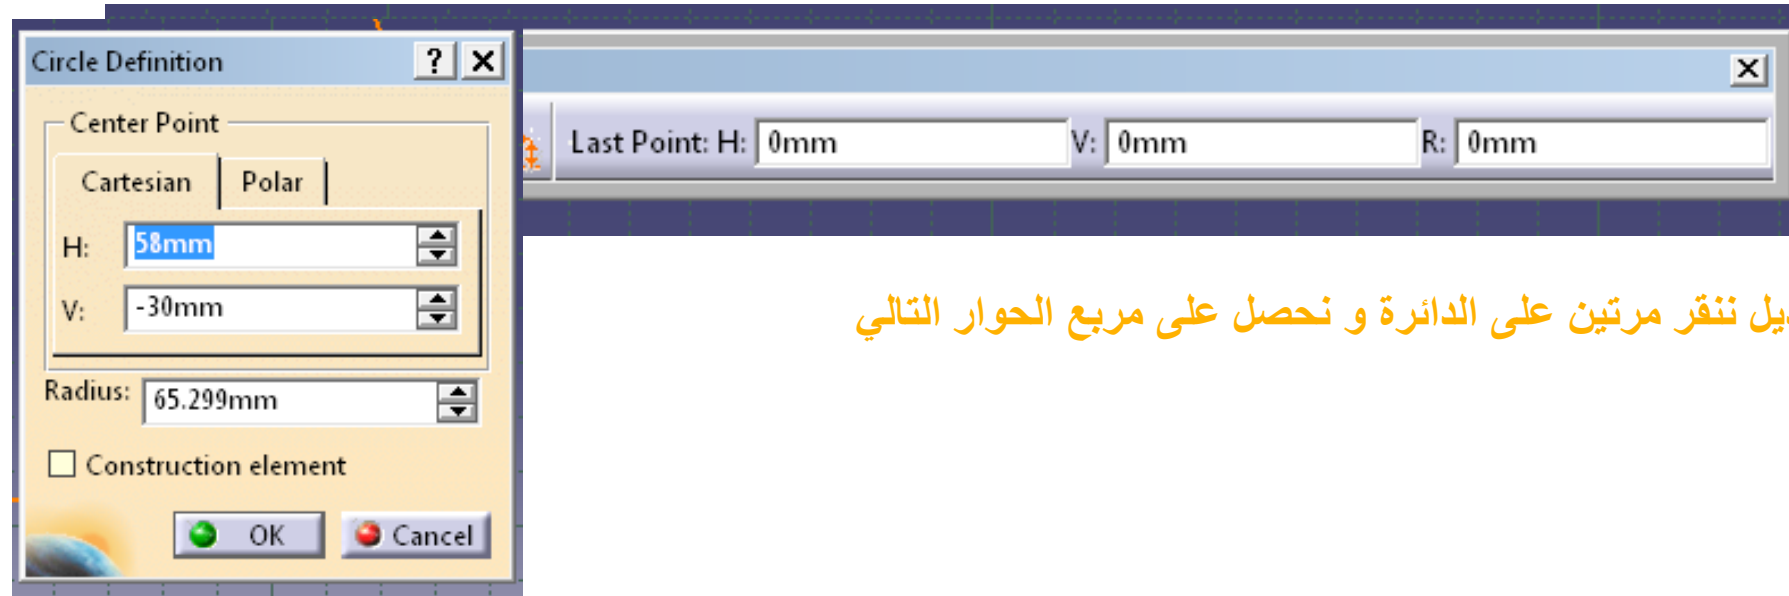 Circle Definition
Center Point
Cartesian Polar
H: 58mm
V: -30mm
Radius: 65.299mm
Construction element
OK Cancel
Last Point: H: 0mm V: 0mm R: 0mm
ننقر مرتين على الدائرة و نحصل على مربع الحوار التالي